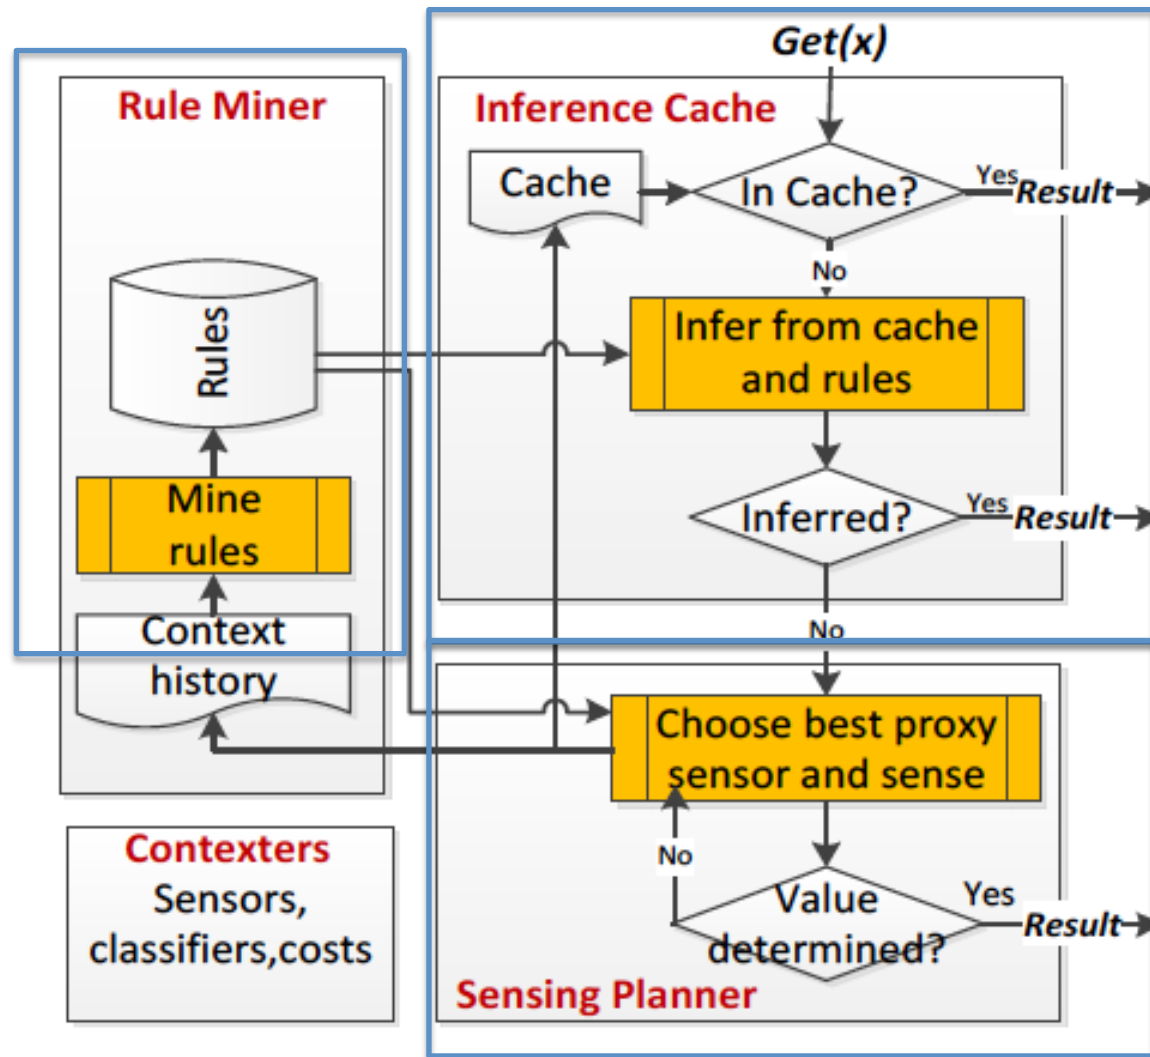 Rule Miner
Rules
Mine
rules
Context
history
Contexters
Sensors,
classifiers,costs
Get(x)
Inference Cache
Cache
In Cache?
Yes
Result
No
Infer from cache
and rules
Inferred?
Yes
Result
No
Choose best proxy
sensor and sense
No
Value
determined?
Yes
Result
Sensing Planner